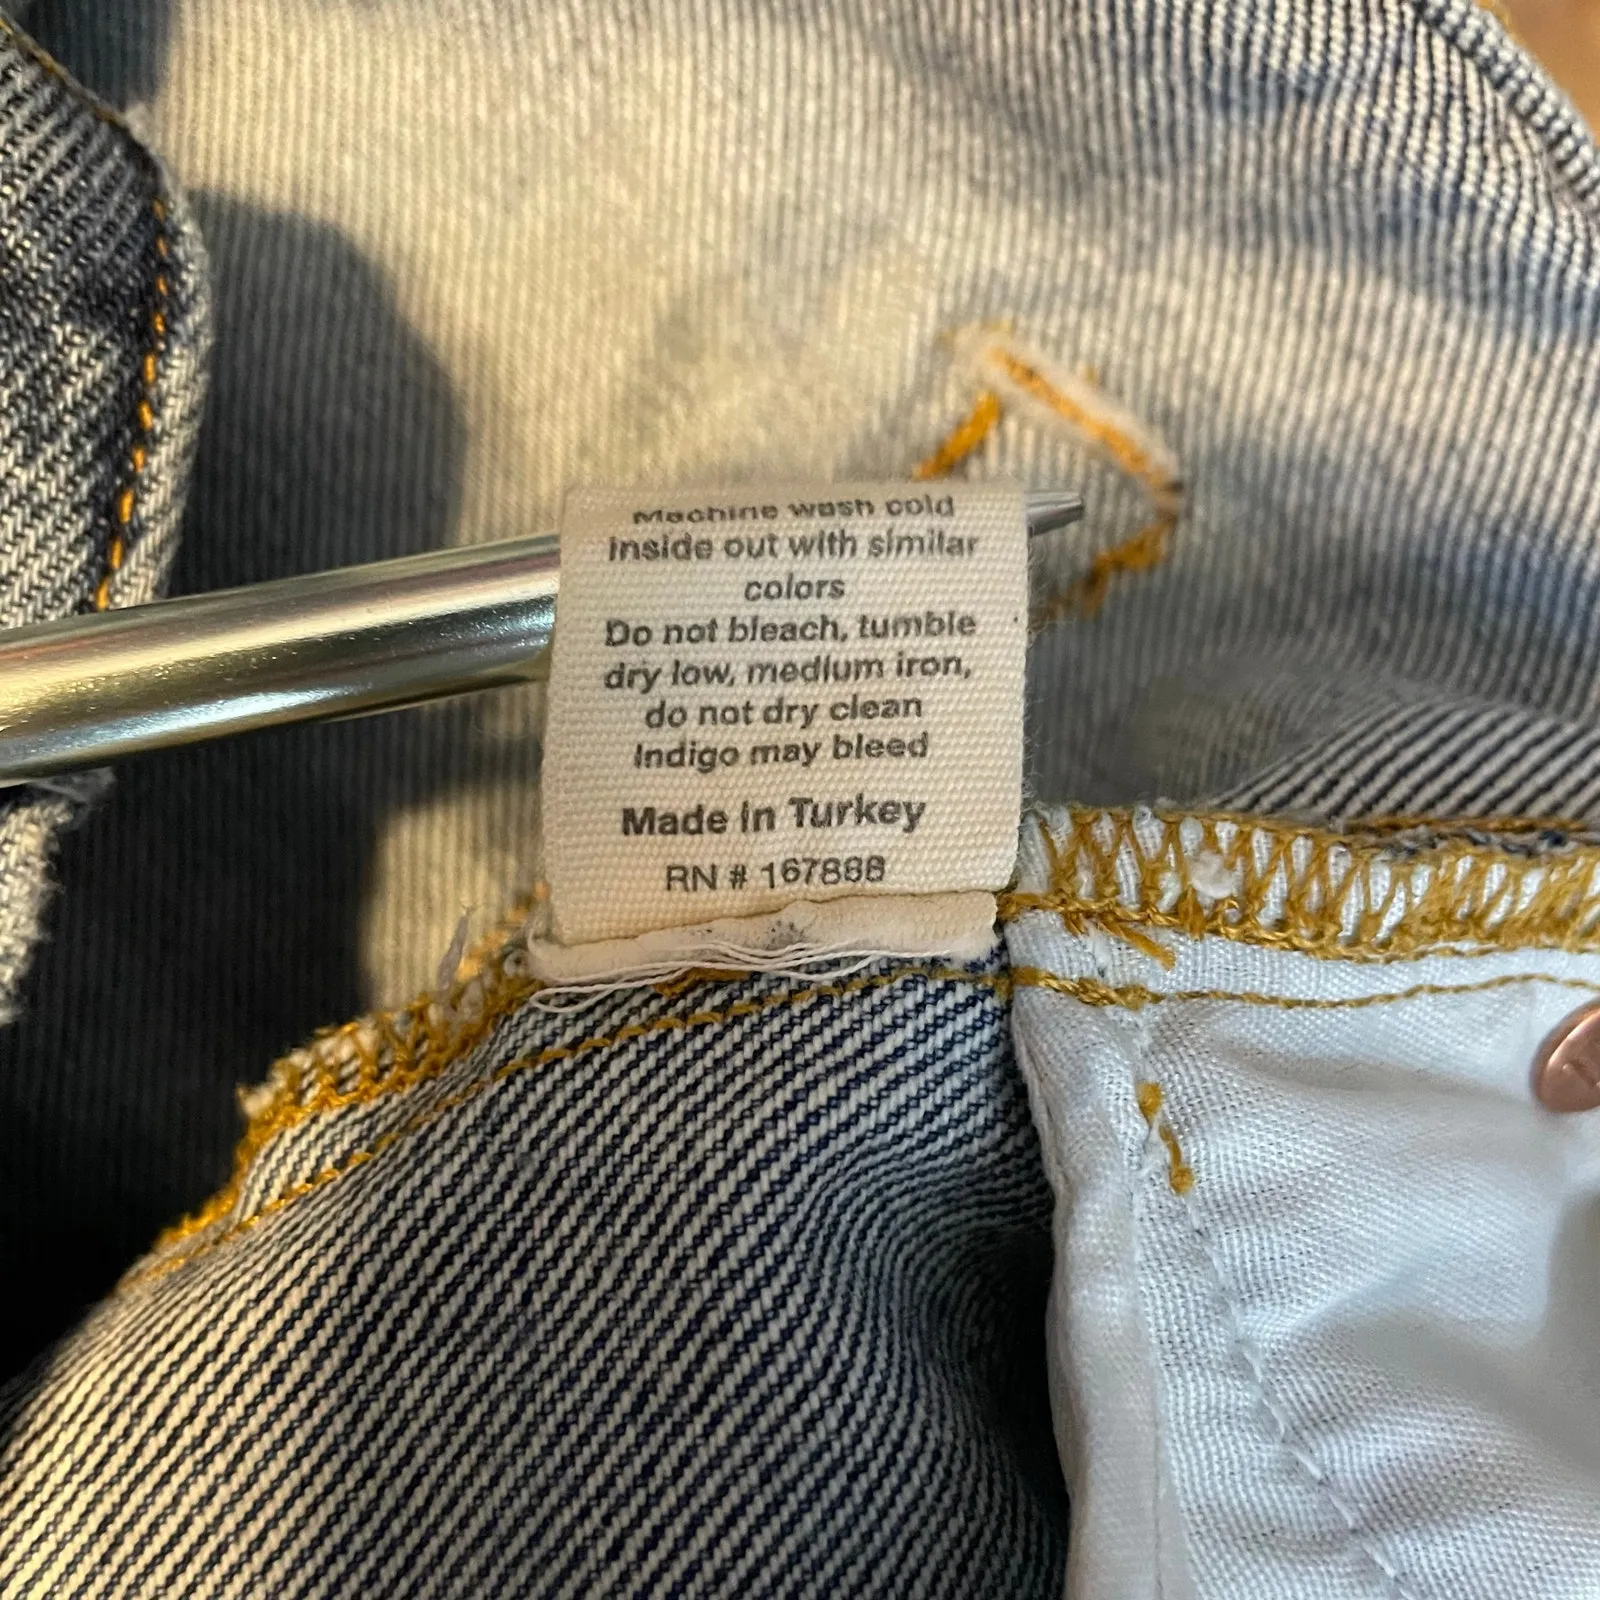 Machine wash cold
inside out with similar
colors
Do not bleach, tumble
dry low, medium iron,
do not dry clean
Indigo may bleed
Made in Turkey
RN # 167888